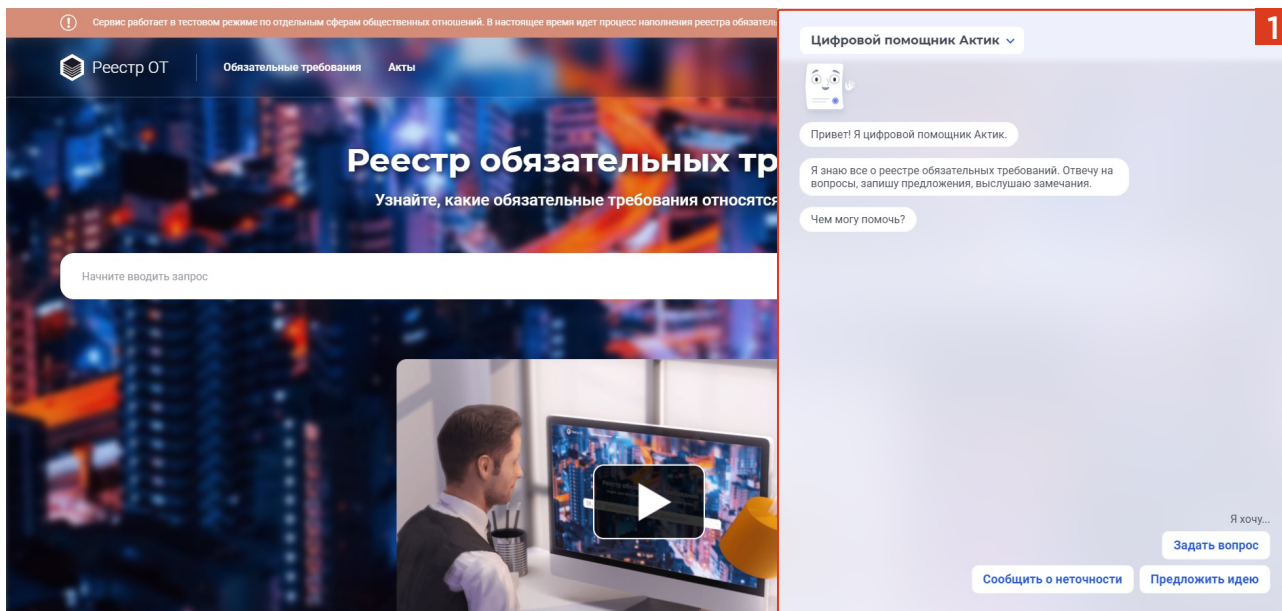 Сервис работает в тестовом режиме по отдельным сферам общественных отношений. В настоящее время идет процесс наполнения реестра
Реестр ОТ
Обязательные требования
Акты
Реестр обязательных
Узнайте, какие обязательные требования относятся
Начните вводить запрос
1
Цифровой помощник Актик
Привет! Я цифровой помощник Актик.
Я знаю все о реестре обязательных требований. Отвечу на
вопросы, запишу предложения, выслушаю замечания.
Чем могу помочь?
Я хочу...
Задать вопрос
Сообщить о неточности
Предложить идею